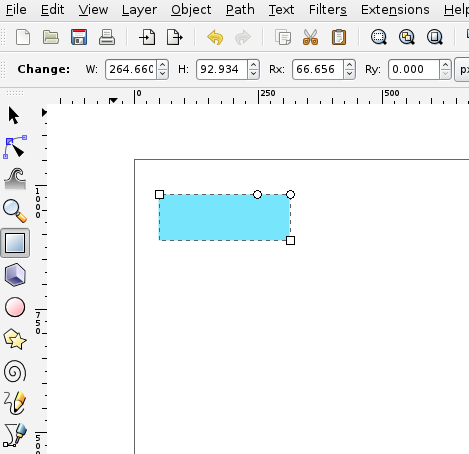 File Edit View Layer Object Path Text Filters Extensions Help
Change: W: 264.660 H: 92.934 Rx: 66.656 Ry: 0.000 px
0 250 500
1000
750
500